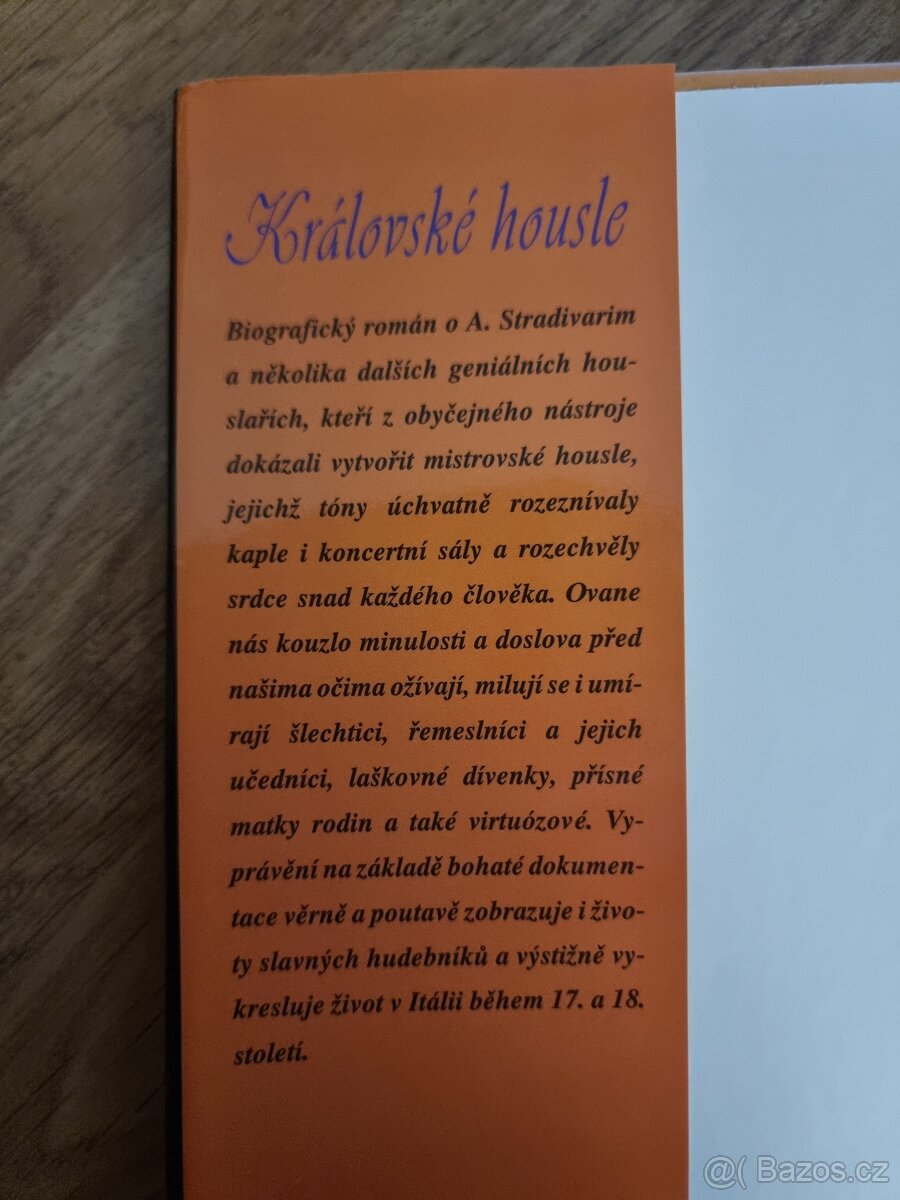 Královské housle
Biografický román o A. Stradivarim
a několika dalších geniálních hou-
slařích, kteří z obyčejného nástroje
dokázali vytvořit mistrovské housle,
jejichž tóny úchvatně rozeznívaly
kaple i koncertní sály a rozechvěly
srdce snad každého člověka. Ovane
nás kouzlo minulosti a doslova před
našima očima ožívají, milují se i umí-
rají šlechtici, řemeslníci a jejich
učedníci, laškovné dívenky, přísné
matky rodin a také virtuózové. Vy-
právění na základě bohaté dokumen-
tace věrně a poutavě zobrazuje i živo-
ty slavných hudebníků a výstižně vy-
kresluje život v Itálii během 17. a 18.
století.
@( Bazos.cz